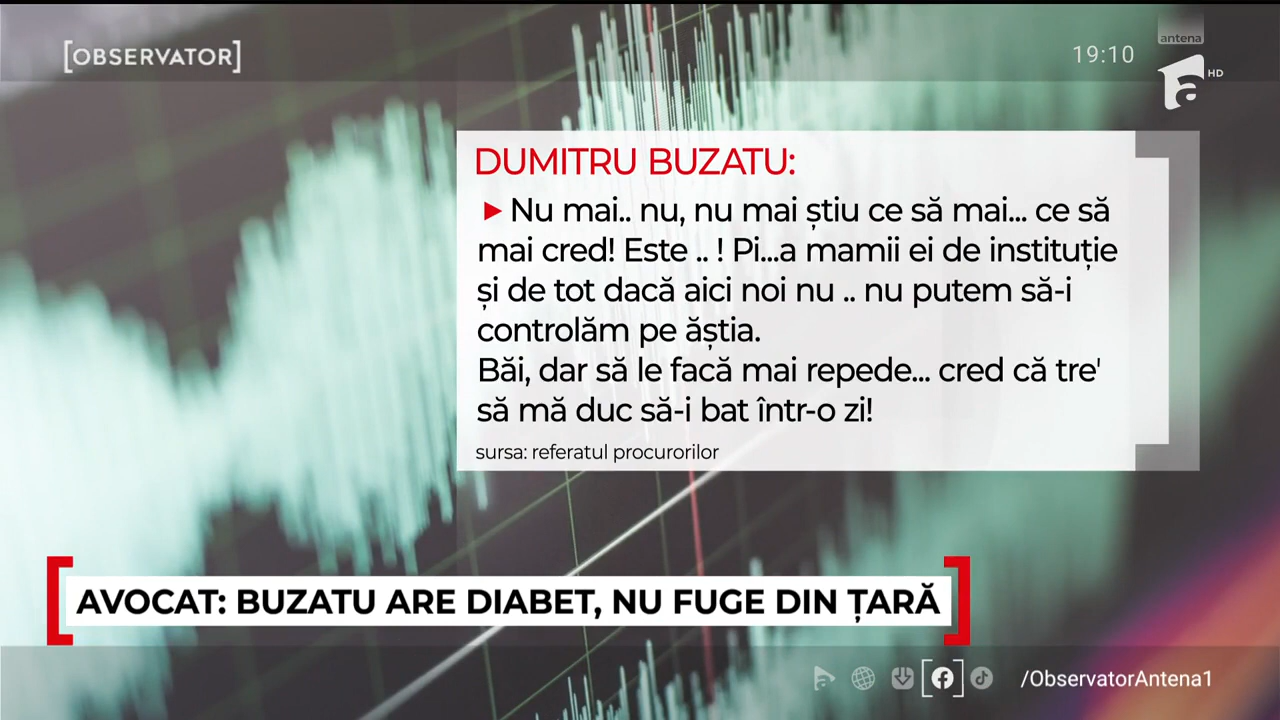 [OBSERVATOR]
19:10
antena
HD
DUMITRU BUZATU:
►Nu mai.. nu, nu mai știu ce să mai... ce să
mai cred! Este .. ! Pi...a mamii ei de instituție
și de tot dacă aici noi nu .. nu putem să-i
controlăm pe ăștia.
Băi, dar să le facă mai repede... cred că tre'
să mă duc să-i bat într-o zi!
sursa: referatul procurorilor
AVOCAT: BUZATU ARE DIABET, NU FUGE DIN ȚARĂ
/ObservatorAntena1